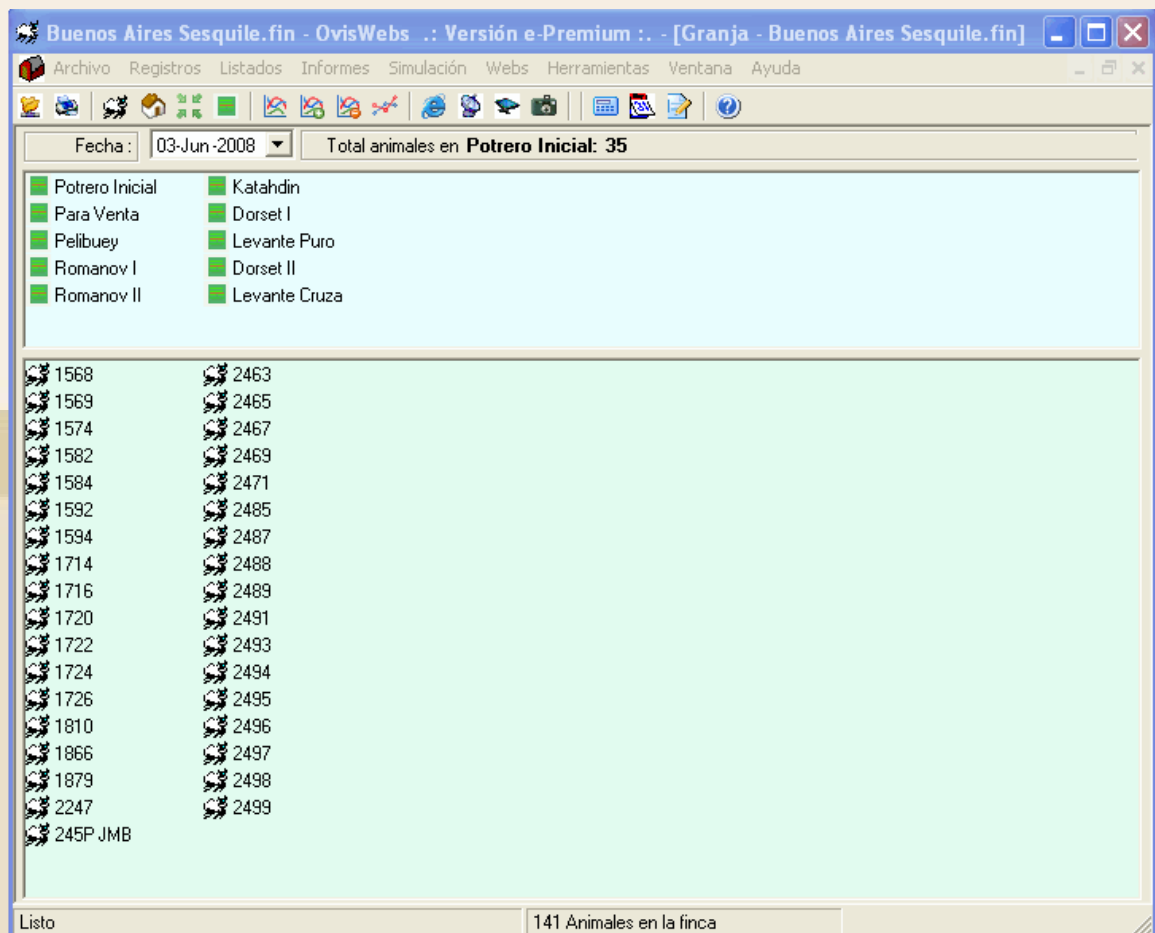 Buenos Aires Sesquile.fin - OvisWebs .: Versión e-Premium :. - [Granja - Buenos Aires Sesquile.fin]
Archivo Registros Listados Informes Simulación Webs Herramientas Ventana Ayuda
Fecha : 03-Jun-2008 Total animales en Potrero Inicial: 35
Potrero Inicial Katahdin
Para Venta Dorset I
Pelibuey Levante Puro
Romanov I Dorset II
Romanov II Levante Cruza
1568 2463
1569 2465
1574 2467
1582 2469
1584 2471
1592 2485
1594 2487
1714 2488
1716 2489
1720 2491
1722 2493
1724 2494
1726 2495
1810 2496
1866 2497
1879 2498
2247 2499
245P JMB
Listo 141 Animales en la finca